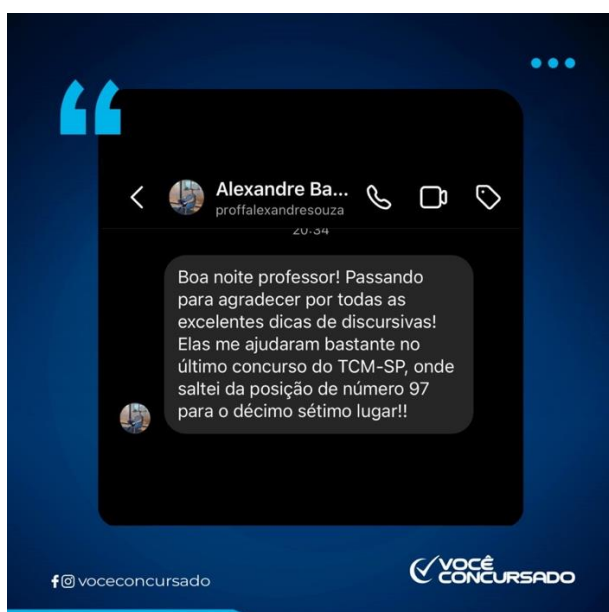 Alexandre Ba...
proffalexandresouza
20:34
Boa noite professor! Passando
para agradecer por todas as
excelentes dicas de discursivas!
Elas me ajudaram bastante no
último concurso do TCM-SP, onde
saltei da posição de número 97
para o décimo sétimo lugar!!
voceconcursado
VOCÊ
CONCURSADO